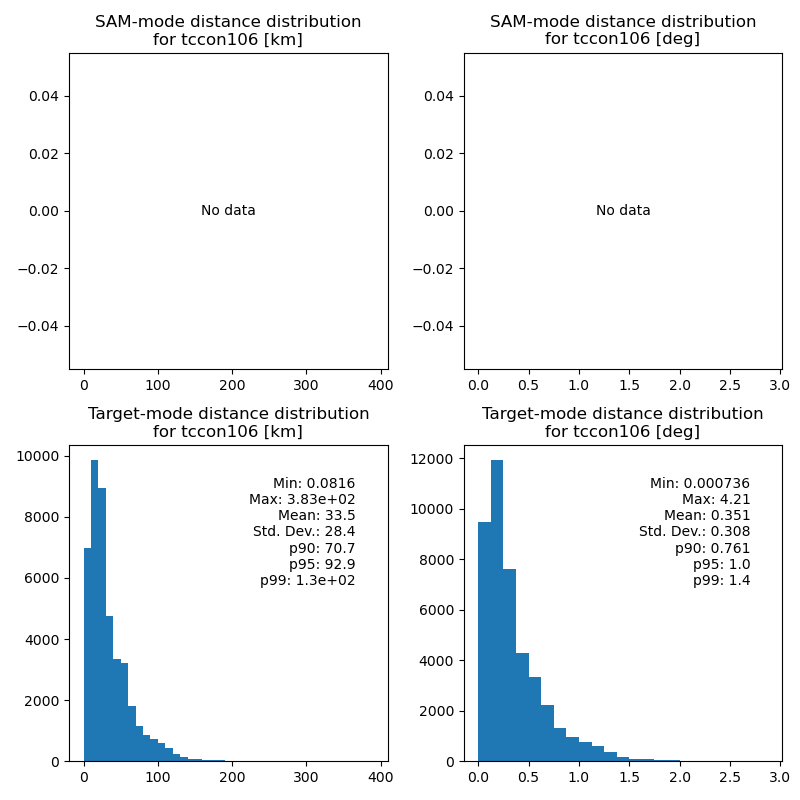 SAM-mode distance distribution
for tccon106 [km]
0.04
0.02
0.00
−0.02
−0.04
No data
0
100
200
300
400
SAM-mode distance distribution
for tccon106 [deg]
0.04
0.02
0.00
−0.02
−0.04
No data
0.0
0.5
1.0
1.5
2.0
2.5
3.0
Target-mode distance distribution
for tccon106 [km]
10000
8000
6000
4000
2000
0
Min: 0.0816
Max: 3.83e+02
Mean: 33.5
Std. Dev.: 28.4
p90: 70.7
p95: 92.9
p99: 1.3e+02
0
100
200
300
400
Target-mode distance distribution
for tccon106 [deg]
12000
10000
8000
6000
4000
2000
0
Min: 0.000736
Max: 4.21
Mean: 0.351
Std. Dev.: 0.308
p90: 0.761
p95: 1.0
p99: 1.4
0.0
0.5
1.0
1.5
2.0
2.5
3.0